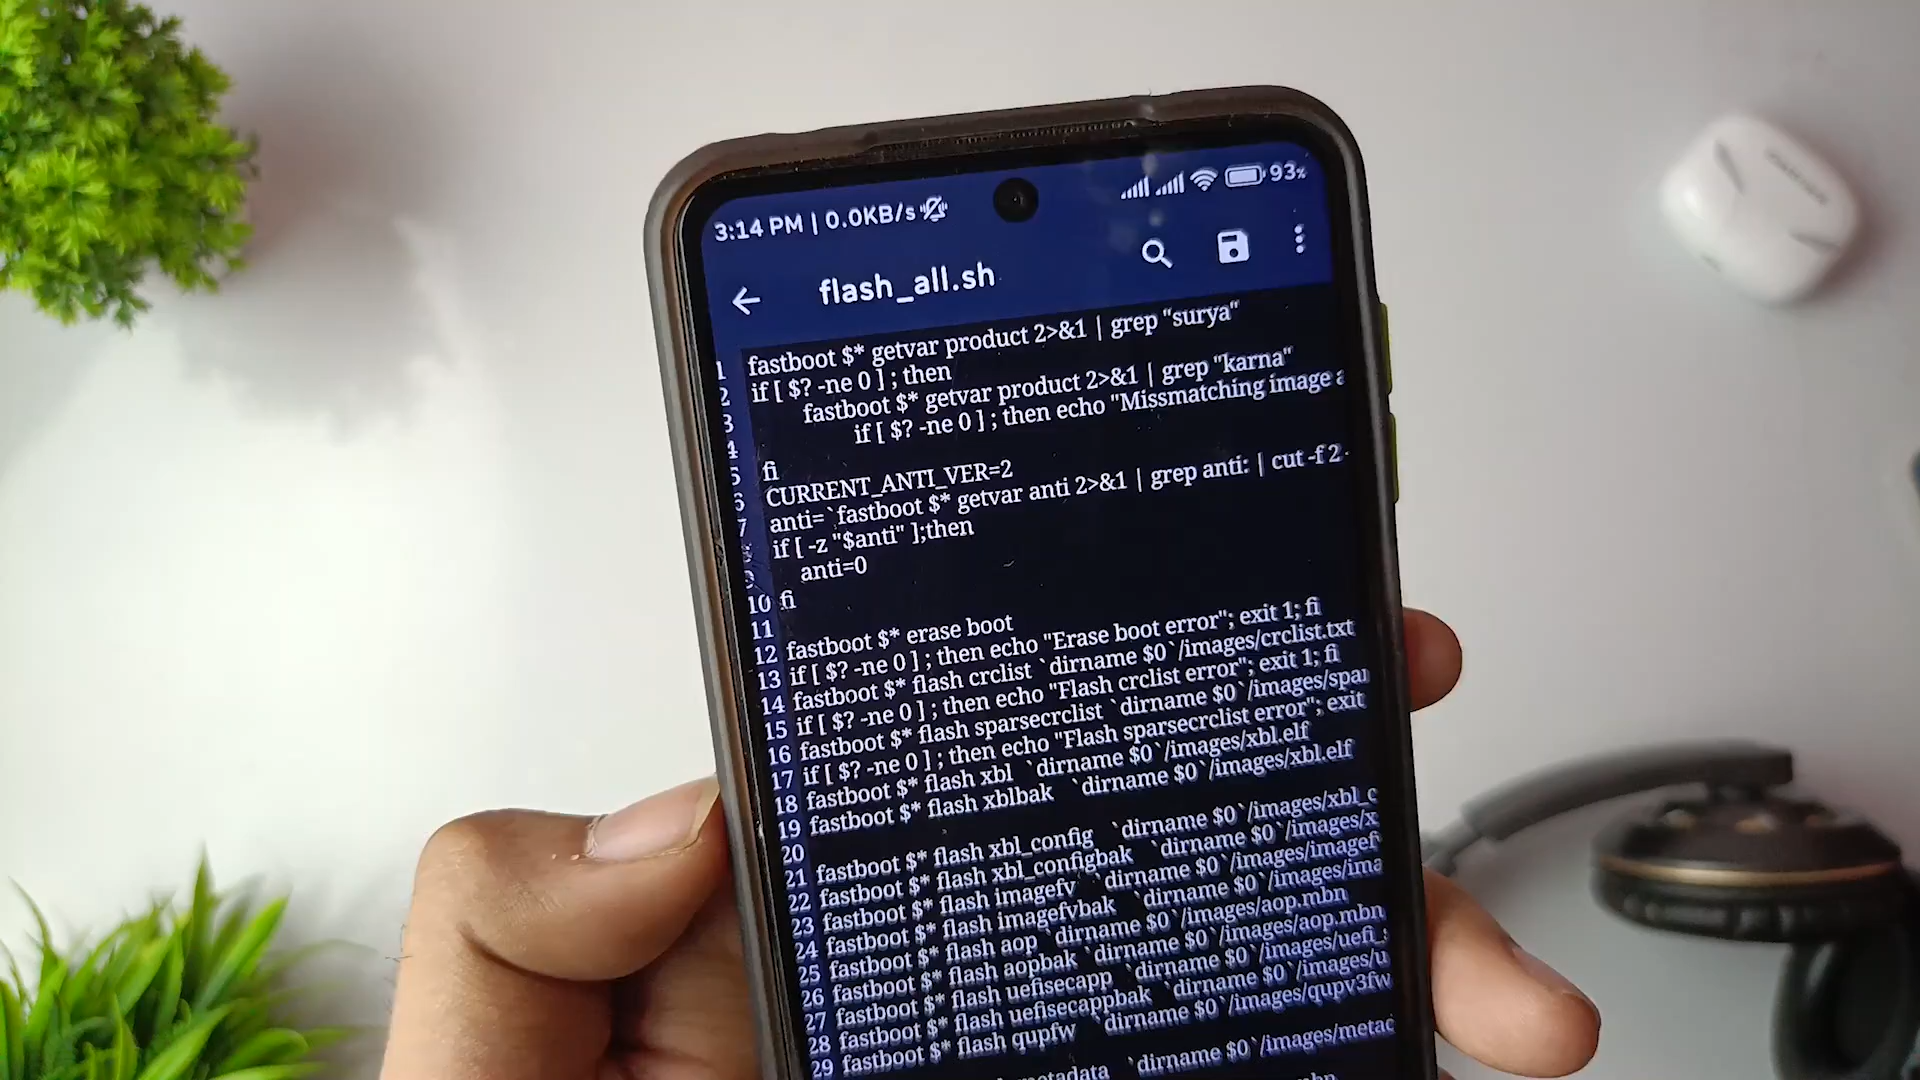 3:14 PM | 0.0KB/s
93%
flash_all.sh
1 fastboot $* getvar product 2>&1 | grep "surya"
2 if [ $? -ne 0 ] ; then
3 fastboot $* getvar product 2>&1 | grep "karna"
4 if [ $? -ne 0 ] ; then echo "Missmatching image a
5 fi
6 CURRENT_ANTI_VER=2
7 anti=`fastboot $* getvar anti 2>&1 | grep anti: | cut -f 2
if [ -z "$anti" ];then
anti=0
10 fi
11
12 fastboot $* erase boot
13 if [ $? -ne 0 ] ; then echo "Erase boot error"; exit 1; fi
14 fastboot $* flash crclist `dirname $0`/images/crclist.txt
15 if [ $? -ne 0 ] ; then echo "Flash crclist error"; exit 1; fi
16 fastboot $* flash sparsecrclist `dirname $0`/images/spar
17 if [ $? -ne 0 ] ; then echo "Flash sparsecrclist error"; exit
18 fastboot $* flash xbl `dirname $0`/images/xbl.elf
19 fastboot $* flash xblbak `dirname $0`/images/xbl.elf
20
21 fastboot $* flash xbl_config `dirname $0`/images/xbl_c
22 fastboot $* flash xbl_configbak `dirname $0`/images/x
23 fastboot $* flash imagefv `dirname $0`/images/imagef
24 fastboot $* flash imagefvbak `dirname $0`/images/ima
25 fastboot $* flash aop `dirname $0`/images/aop.mbn
26 fastboot $* flash aopbak `dirname $0`/images/aop.mbn
27 fastboot $* flash uefisecapp `dirname $0`/images/uefi_s
28 fastboot $* flash uefisecappbak `dirname $0`/images/u
29 fastboot $* flash qupfw `dirname $0`/images/qupv3fw
metadata `dirname $0`/images/metad